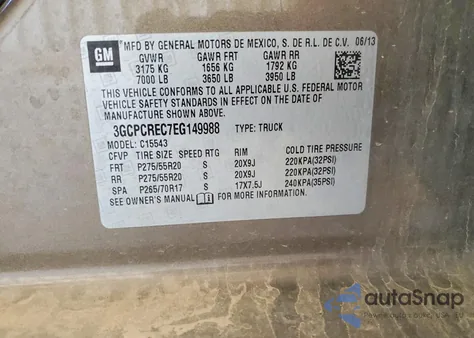 GM
MFD BY GENERAL MOTORS DE MEXICO, S. DE R.L. DE C.V. 06/13
GVWR GAWR FRT GAWR RR
3175 KG 1656 KG 1792 KG
7000 LB 3650 LB 3950 LB
THIS VEHICLE CONFORMS TO ALL APPLICABLE U.S. FEDERAL MOTOR
VEHICLE SAFETY STANDARDS IN EFFECT ON THE DATE OF
MANUFACTURE SHOWN ABOVE.
3GCPCREC7EG149988 TYPE: TRUCK
MODEL: C15543
CFVP TIRE SIZE SPEED RTG RIM COLD TIRE PRESSURE
FRT P275/55R20 S 20X9J 220KPA(32PSI)
RR P275/55R20 S 20X9J 220KPA(32PSI)
SPA P265/70R17 S 17X7.5J 240KPA(35PSI)
SEE OWNER'S MANUAL FOR MORE INFORMATION.
autoSnap